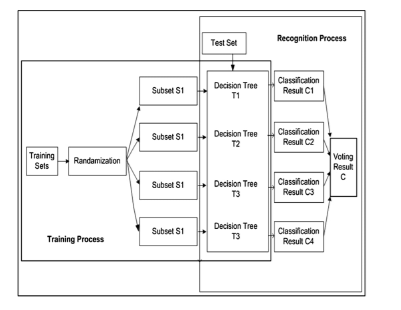 Recognition Process
Test Set
Subset S1
Decision Tree
T1
Classification
Result C1
Subset S1
Decision Tree
T2
Classification
Result C2
Training
Sets
Randomization
Voting
Result
C
Subset S1
Decision Tree
T3
Classification
Result C3
Subset S1
Decision Tree
T3
Classification
Result C4
Training Process